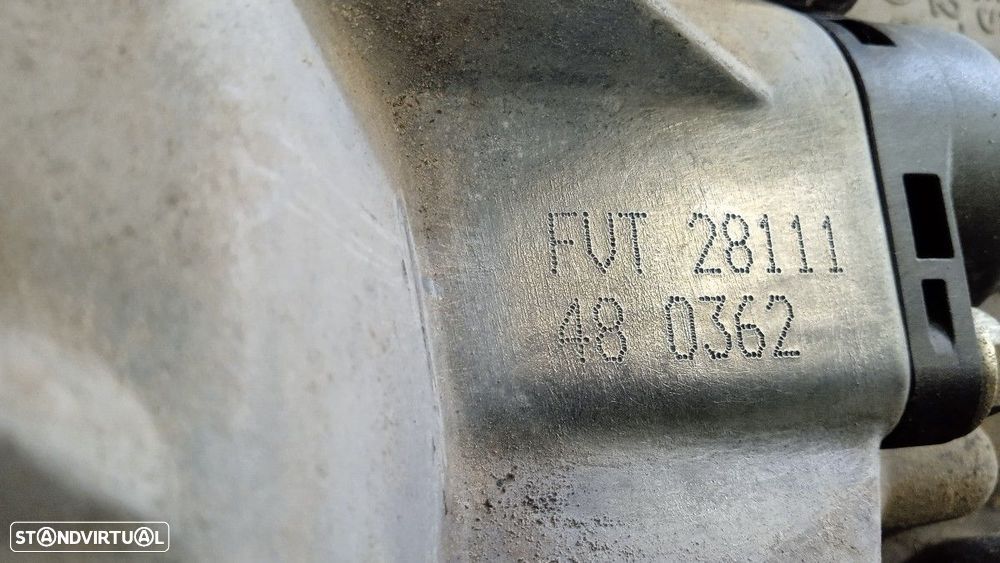 FVT 28111
48 0362
STANDVIRTUAL